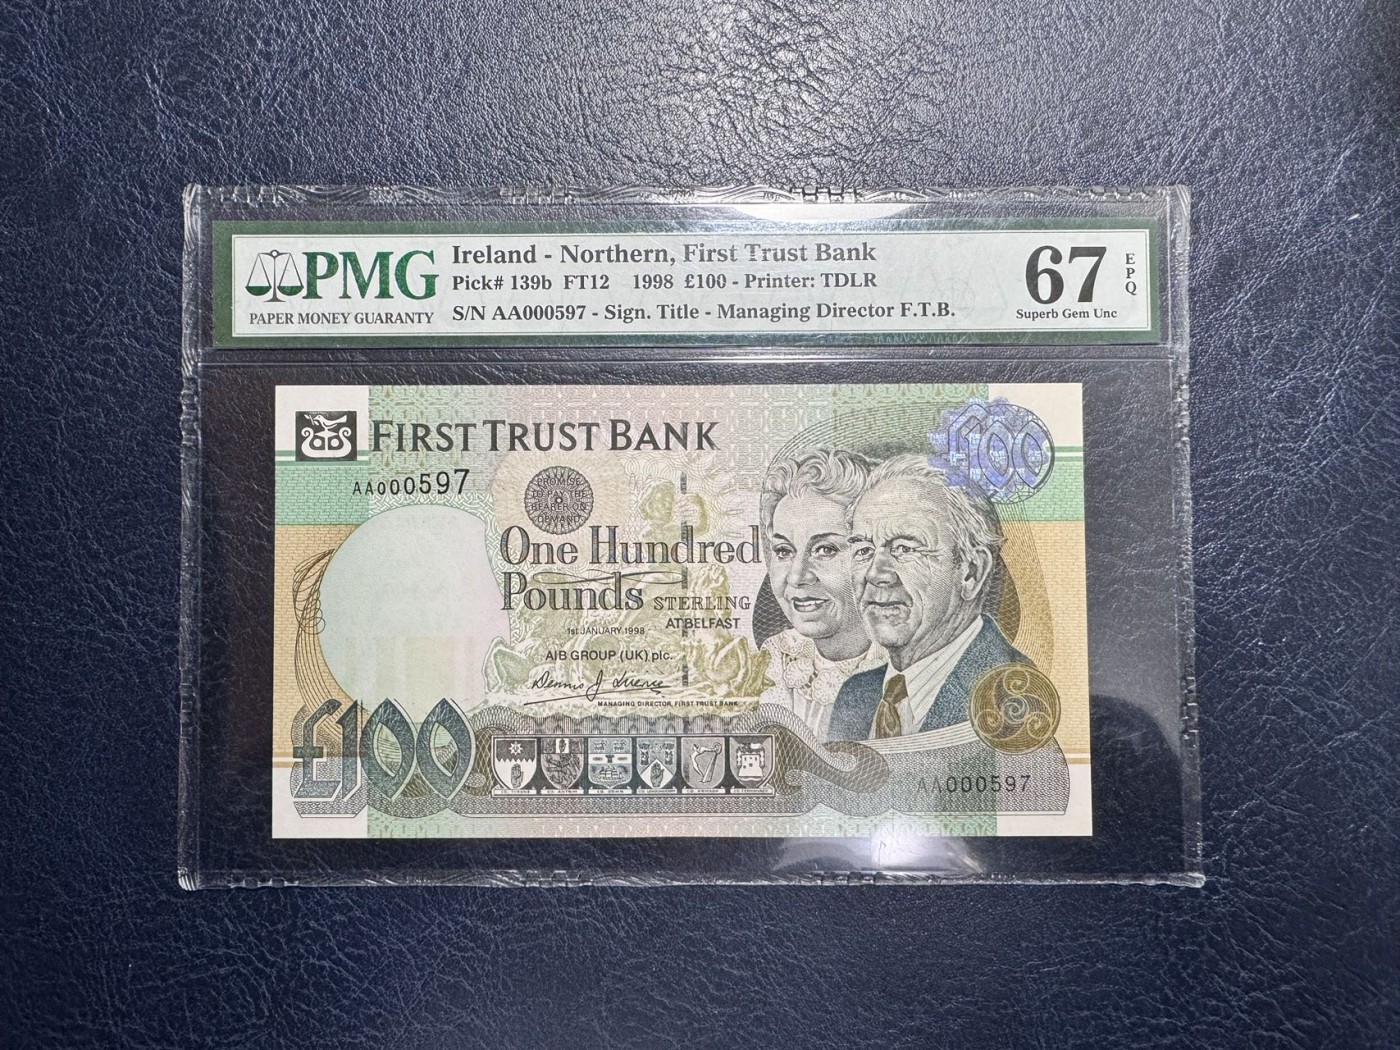 PMG
PAPER MONEY GUARANTY
Ireland - Northern, First Trust Bank
Pick# 139b FT12 1998 £100 - Printer: TDLR
S/N AA000597 - Sign. Title - Managing Director F.T.B.
67
EPQ
Superb Gem Unc
FIRST TRUST BANK
£100
AA000597
PROMISE
TO PAY THE
BEARER ON
DEMAND
One Hundred
Pounds STERLING
AT BELFAST
1st JANUARY 1998
AIB GROUP (UK) plc.
MANAGING DIRECTOR, FIRST TRUST BANK
£100
AA000597